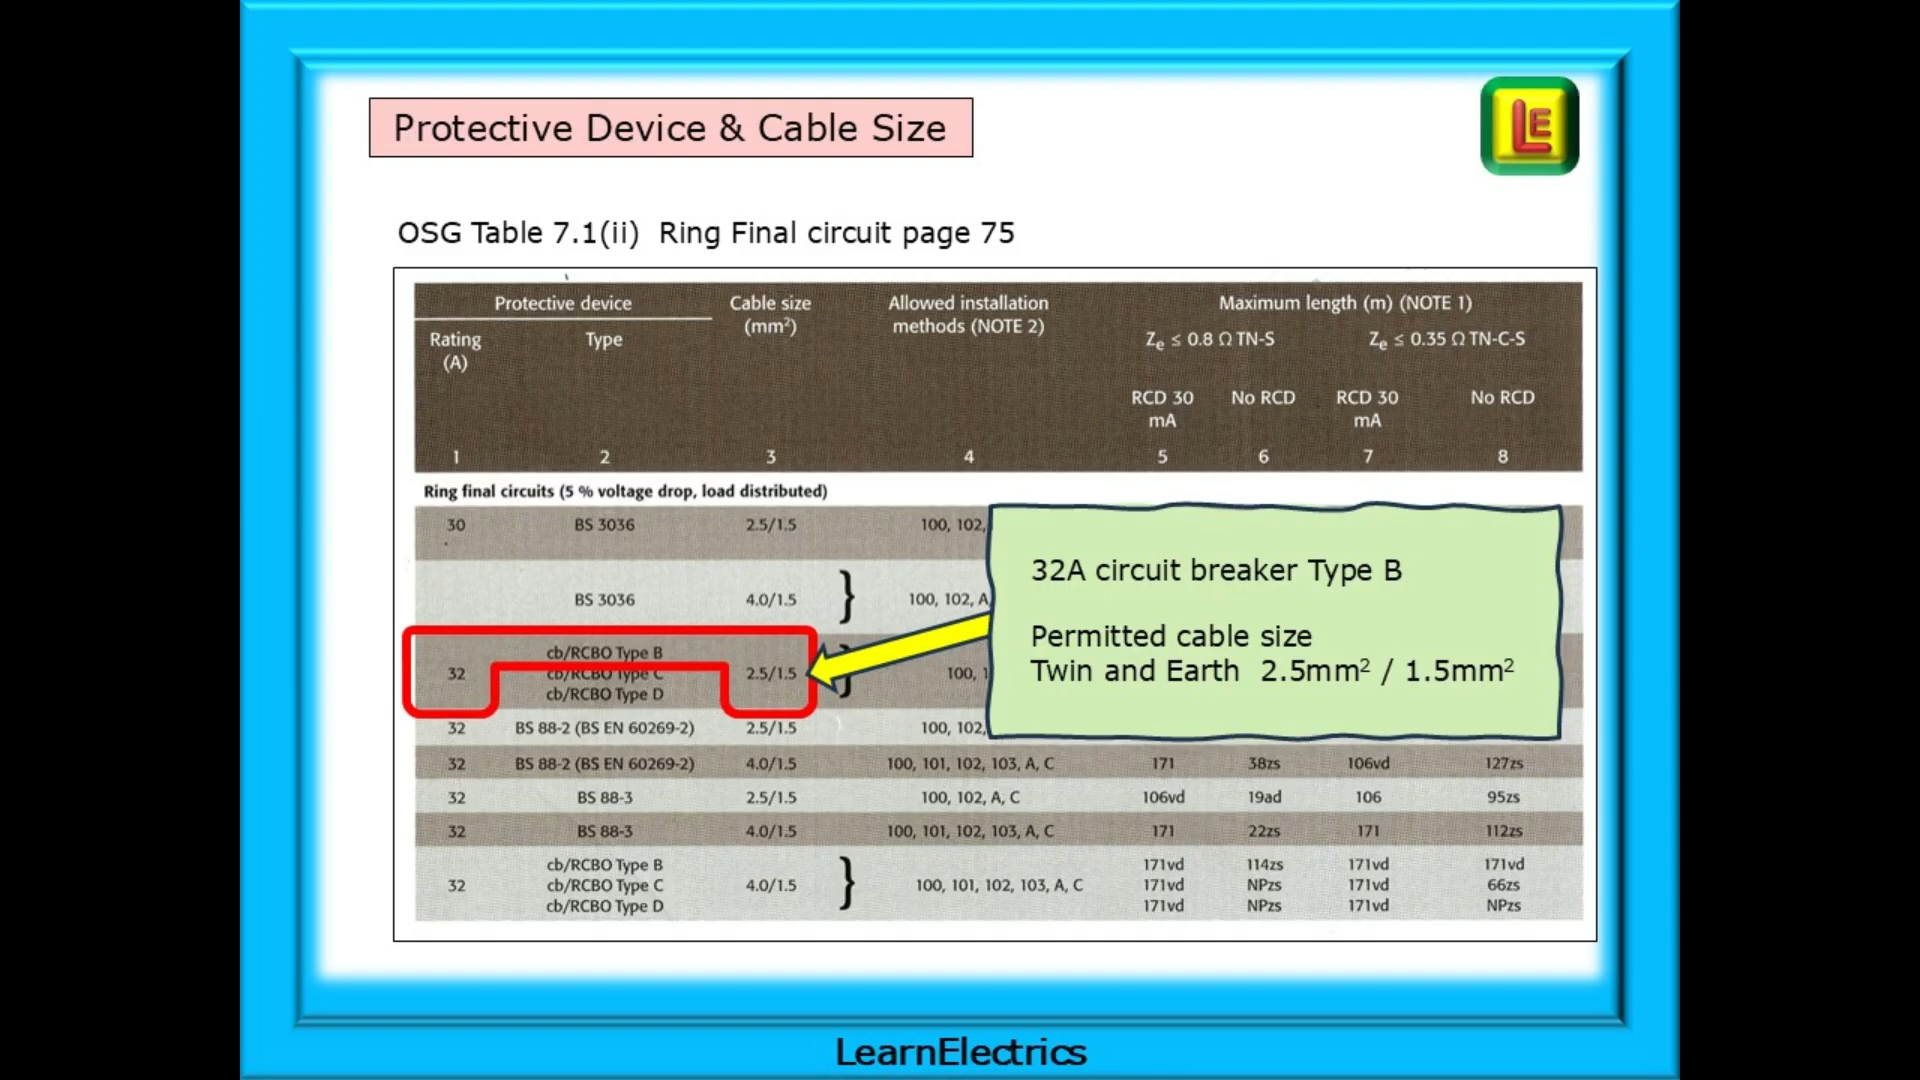 Protective Device & Cable Size
LE
OSG Table 7.1(ii) Ring Final circuit page 75
Protective device Cable size Allowed installation Maximum length (m) (NOTE 1)
(mm²) methods (NOTE 2)
Rating Type Ze ≤ 0.8 Ω TN-S Ze ≤ 0.35 Ω TN-C-S
(A)
RCD 30 No RCD RCD 30 No RCD
mA mA
1 2 3 4 5 6 7 8
Ring final circuits (5 % voltage drop, load distributed)
30 BS 3036 2.5/1.5 100, 102,
BS 3036 4.0/1.5 } 100, 102, A,
cb/RCBO Type B
32 cb/RCBO Type C 2.5/1.5 } 100,
cb/RCBO Type D
32A circuit breaker Type B
Permitted cable size
Twin and Earth 2.5mm² / 1.5mm²
32 BS 88-2 (BS EN 60269-2) 2.5/1.5 100, 102,
32 BS 88-2 (BS EN 60269-2) 4.0/1.5 100, 101, 102, 103, A, C 171 38zs 106vd 127zs
32 BS 88-3 2.5/1.5 100, 102, A, C 106vd 19ad 106 95zs
32 BS 88-3 4.0/1.5 100, 101, 102, 103, A, C 171 22zs 171 112zs
cb/RCBO Type B 171vd 114zs 171vd 171vd
32 cb/RCBO Type C 4.0/1.5 } 100, 101, 102, 103, A, C 171vd NPzs 171vd 66zs
cb/RCBO Type D 171vd NPzs 171vd NPzs
LearnElectrics